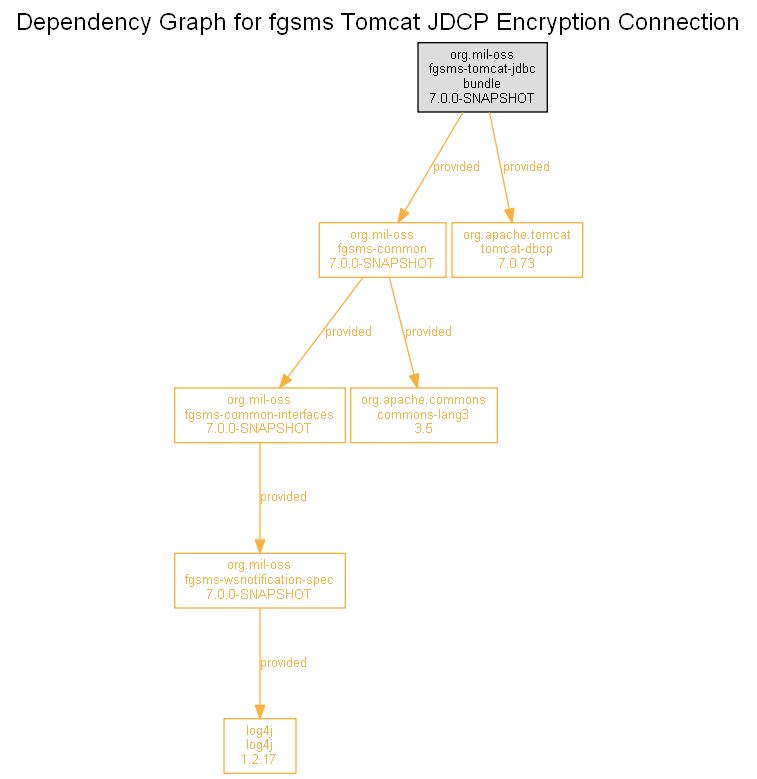 Dependency Graph for fgsms Tomcat JDCP Encryption Connection
org.mil-oss
fgsms-tomcat-jdbc
bundle
7.0.0-SNAPSHOT
provided
provided
org.mil-oss
fgsms-common
7.0.0-SNAPSHOT
org.apache.tomcat
tomcat-dbcp
7.0.73
provided
provided
org.mil-oss
fgsms-common-interfaces
7.0.0-SNAPSHOT
org.apache.commons
commons-lang3
3.5
provided
org.mil-oss
fgsms-wsnotification-spec
7.0.0-SNAPSHOT
provided
log4j
log4j
1.2.17